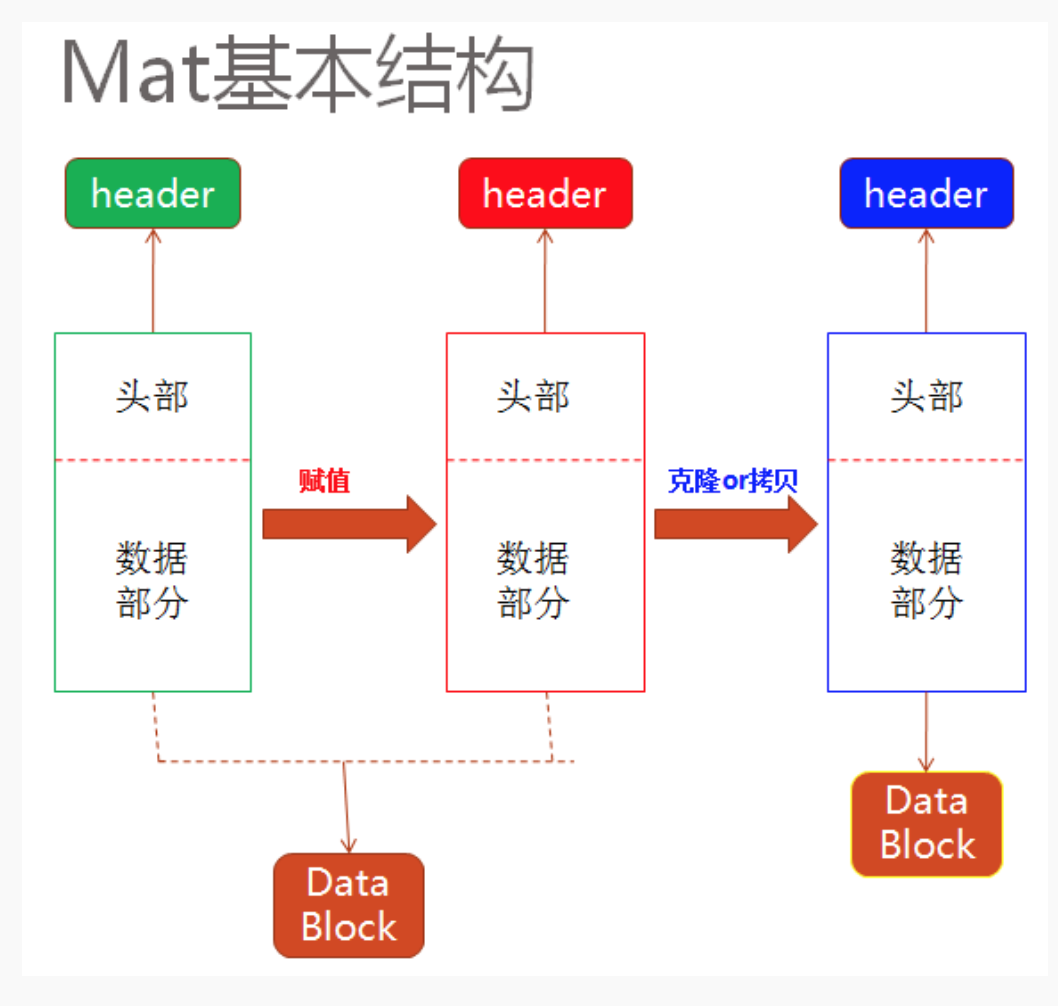 Mat基本结构
header
header
header
头部
头部
头部
赋值
克隆or拷贝
数据
部分
数据
部分
数据
部分
Data
Block
Data
Block